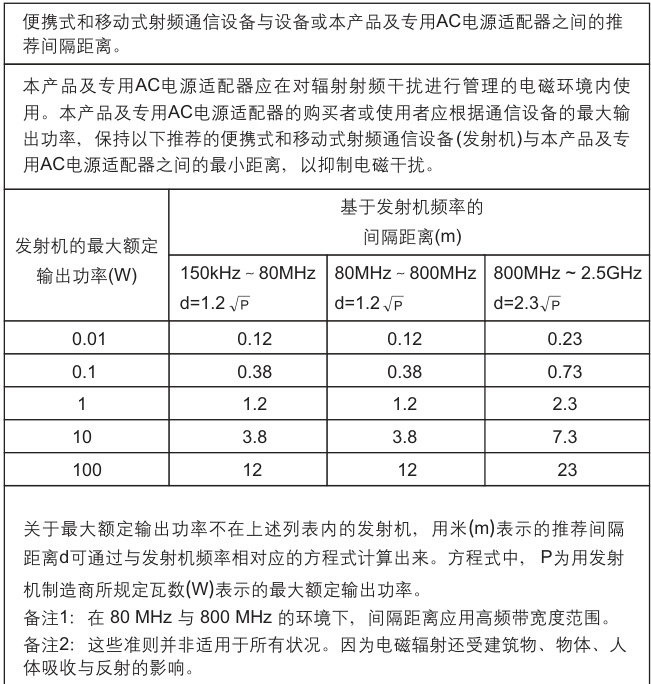 便携式和移动式射频通信设备与设备或本产品及专用AC电源适配器之间的推
荐间隔距离。
本产品及专用AC电源适配器应在对辐射射频干扰进行管理的电磁环境内使
用。本产品及专用AC电源适配器的购买者或使用者应根据通信设备的最大输
出功率，保持以下推荐的便携式和移动式射频通信设备(发射机)与本产品及专
用AC电源适配器之间的最小距离，以抑制电磁干扰。
发射机的最大额定
输出功率(W)
基于发射机频率的
间隔距离(m)
150kHz ~ 80MHz
d=1.2 √P
80MHz ~ 800MHz
d=1.2 √P
800MHz ~ 2.5GHz
d=2.3√P
0.01 0.12 0.12 0.23
0.1 0.38 0.38 0.73
1 1.2 1.2 2.3
10 3.8 3.8 7.3
100 12 12 23
关于最大额定输出功率不在上述列表内的发射机，用米(m)表示的推荐间隔
距离d可通过与发射机频率相对应的方程式计算出来。方程式中，P为用发射
机制造商所规定瓦数(W)表示的最大额定输出功率。
备注1：在 80 MHz 与 800 MHz 的环境下，间隔距离应用高频带宽度范围。
备注2：这些准则并非适用于所有状况。因为电磁辐射还受建筑物、物体、人
体吸收与反射的影响。